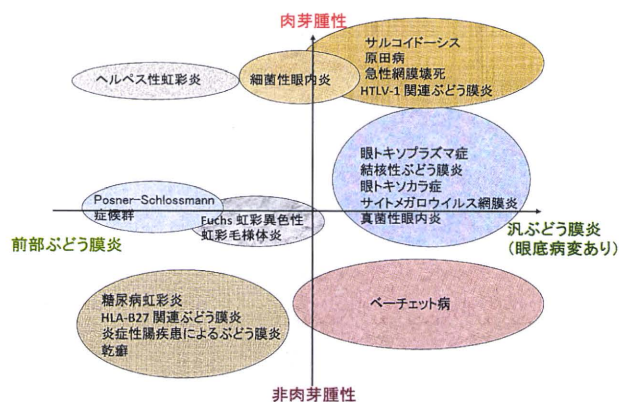 肉芽腫性
サルコイドーシス
原田病
急性網膜壊死
HTLV-1 関連ぶどう膜炎
ヘルペス性虹彩炎
細菌性眼内炎
眼トキソプラズマ症
結核性ぶどう膜炎
眼トキソカラ症
サイトメガロウイルス網膜炎
真菌性眼内炎
Posner-Schlossmann
症候群
Fuchs 虹彩異色性
虹彩毛様体炎
前部ぶどう膜炎
汎ぶどう膜炎
(眼底病変あり)
糖尿病虹彩炎
HLA-B27 関連ぶどう膜炎
炎症性腸疾患によるぶどう膜炎
乾癬
ベーチェット病
非肉芽腫性